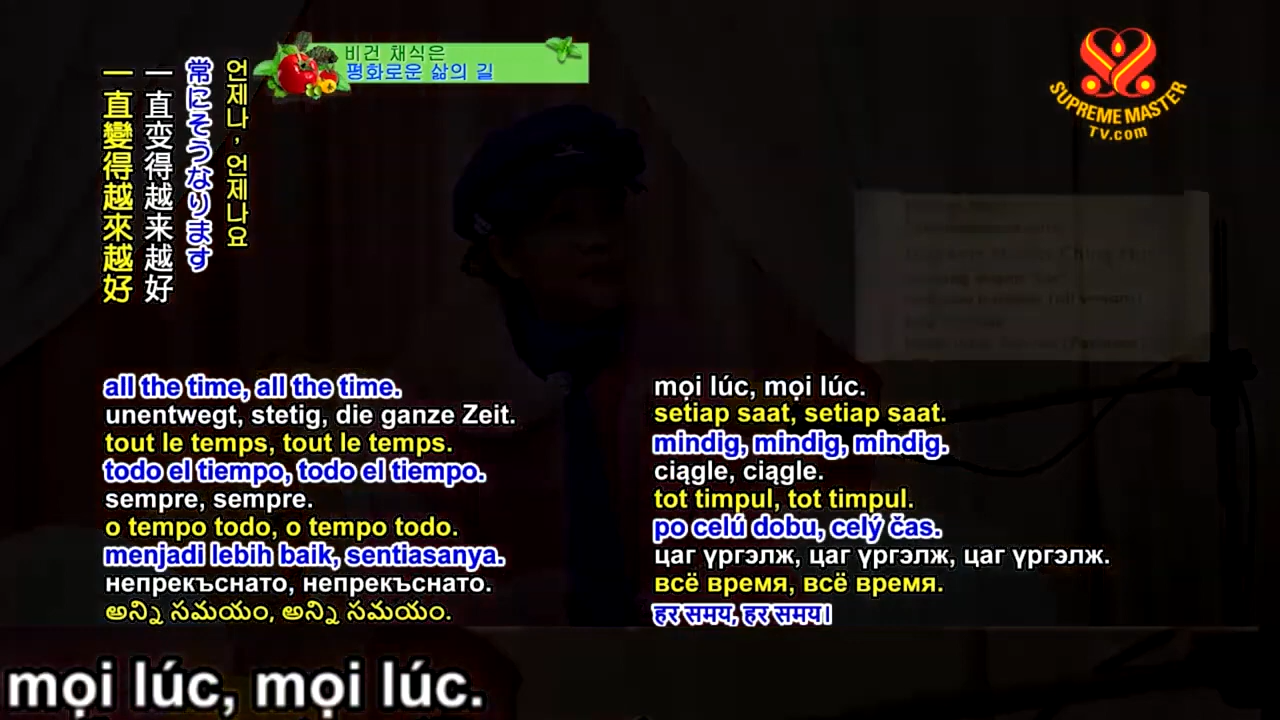 비건 채식은
평화로운 삶의 길
SUPREME MASTER
TV.com
언제나, 언제나요
常にそうなります
一直变得越来越好
一直變得越來越好
all the time, all the time.
unentwegt, stetig, die ganze Zeit.
tout le temps, tout le temps.
todo el tiempo, todo el tiempo.
sempre, sempre.
o tempo todo, o tempo todo.
menjadi lebih baik, sentiasanya.
непрекъснато, непрекъснато.
అన్ని సమయం, అన్ని సమయం.
mọi lúc, mọi lúc.
setiap saat, setiap saat.
mindig, mindig, mindig.
ciągle, ciągle.
tot timpul, tot timpul.
po celú dobu, celý čas.
цаг үргэлж, цаг үргэлж, цаг үргэлж.
всё время, всё время.
हर समय, हर समय।
mọi lúc, mọi lúc.